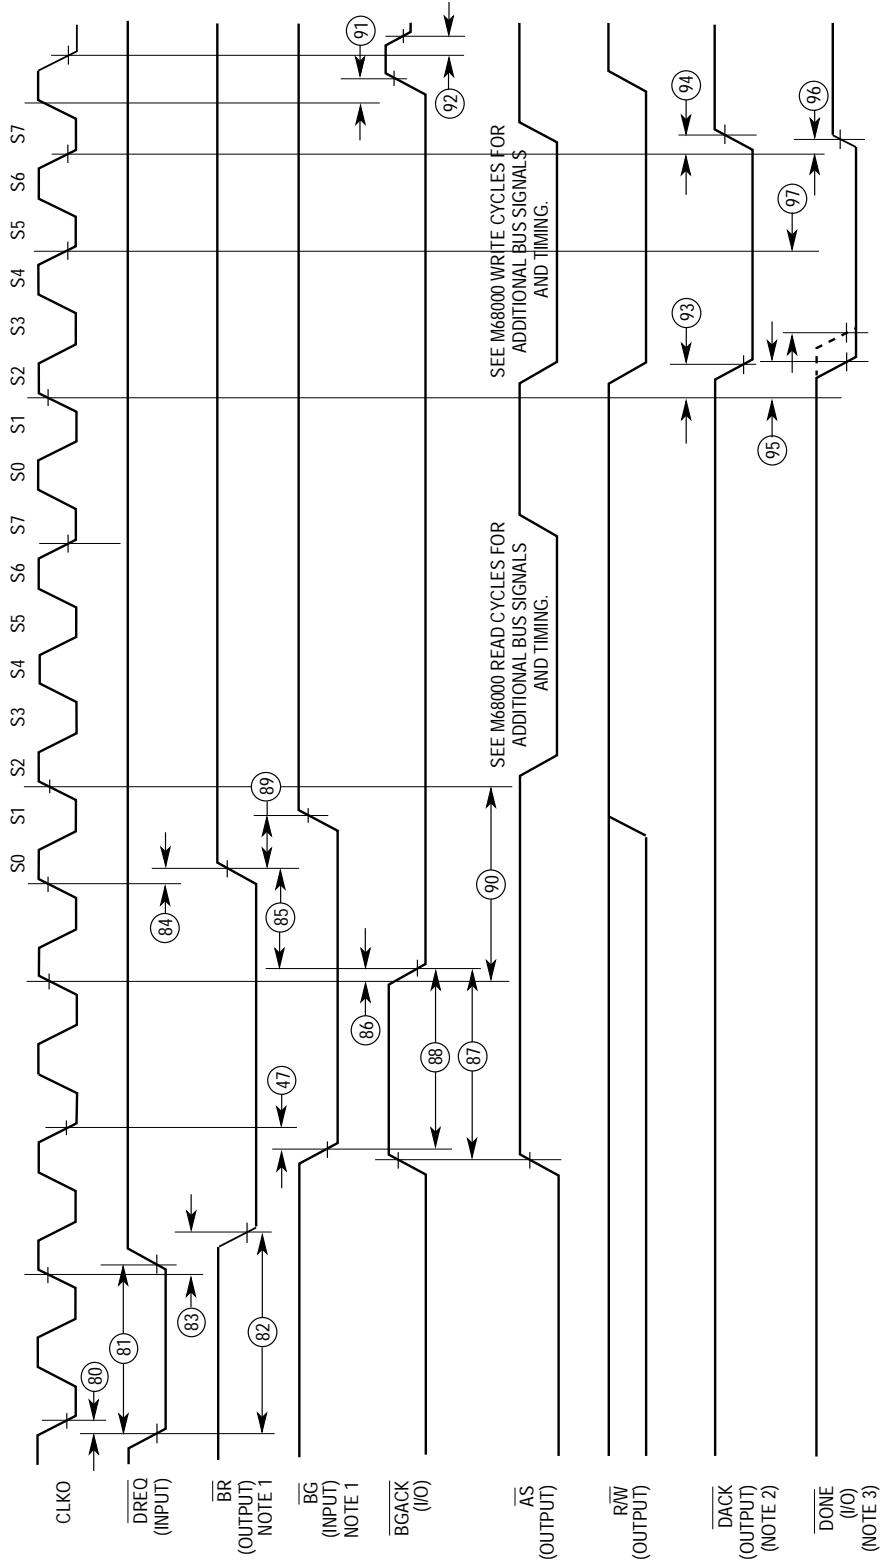 S0 S1 S2 S3 S4 S5 S6 S7 S0 S1 S2 S3 S4 S5 S6 S7
CLKO
80
81
DREQ
(INPUT)
83
84
82
BR
(OUTPUT)
NOTE 1
47
85
89
BG
(INPUT)
NOTE 1
86
91
BGACK
(I/O)
88
92
87
90
SEE M68000 READ CYCLES FOR
ADDITIONAL BUS SIGNALS
AND TIMING.
SEE M68000 WRITE CYCLES FOR
ADDITIONAL BUS SIGNALS
AND TIMING.
AS
(OUTPUT)
R/W
(OUTPUT)
93
94
DACK
(OUTPUT)
(NOTE 2)
95
97
96
DONE
(I/O)
(NOTE 3)